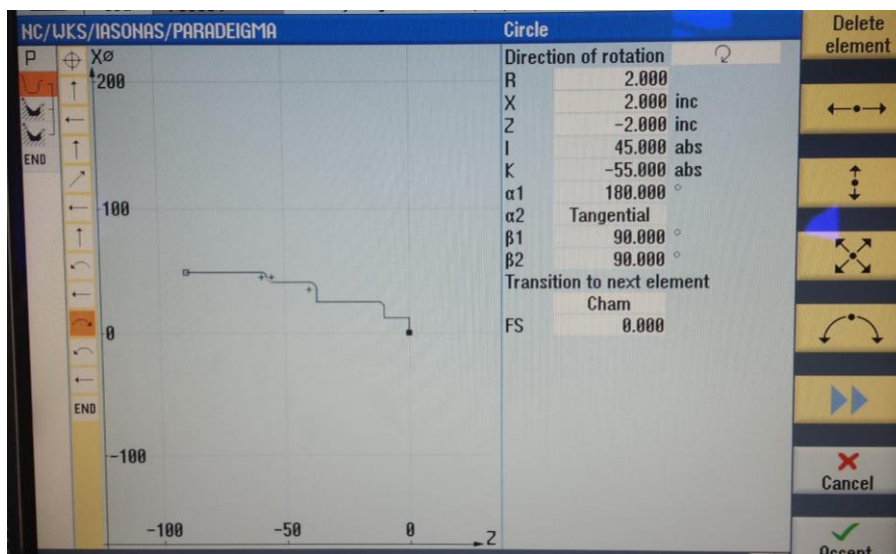 NC/WKS/IASONAS/PARADEIGMA
Circle
Delete
element
P
END
END
XØ
200
100
0
-100
-100
-50
0
Z
Direction of rotation
R 2.000
X 2.000 inc
Z -2.000 inc
I 45.000 abs
K -55.000 abs
α1 180.000 °
α2 Tangential
β1 90.000 °
β2 90.000 °
Transition to next element
Cham
FS 0.000
Cancel
Accept